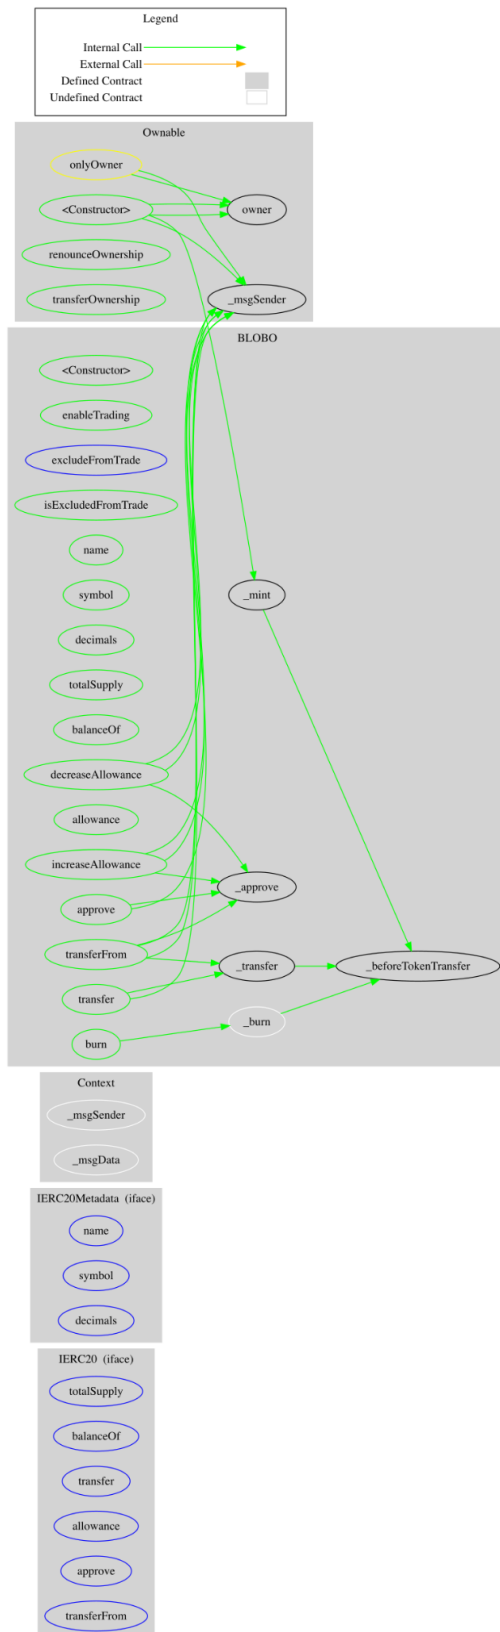 Legend
Internal Call
External Call
Defined Contract
Undefined Contract
Ownable
onlyOwner
<Constructor>
owner
renounceOwnership
transferOwnership
_msgSender
BLOBO
<Constructor>
enableTrading
excludeFromTrade
isExcludedFromTrade
name
symbol
_mint
decimals
totalSupply
balanceOf
decreaseAllowance
allowance
increaseAllowance
_approve
approve
transferFrom
_transfer
_beforeTokenTransfer
transfer
_burn
burn
Context
_msgSender
_msgData
IERC20Metadata (iface)
name
symbol
decimals
IERC20 (iface)
totalSupply
balanceOf
transfer
allowance
approve
transferFrom